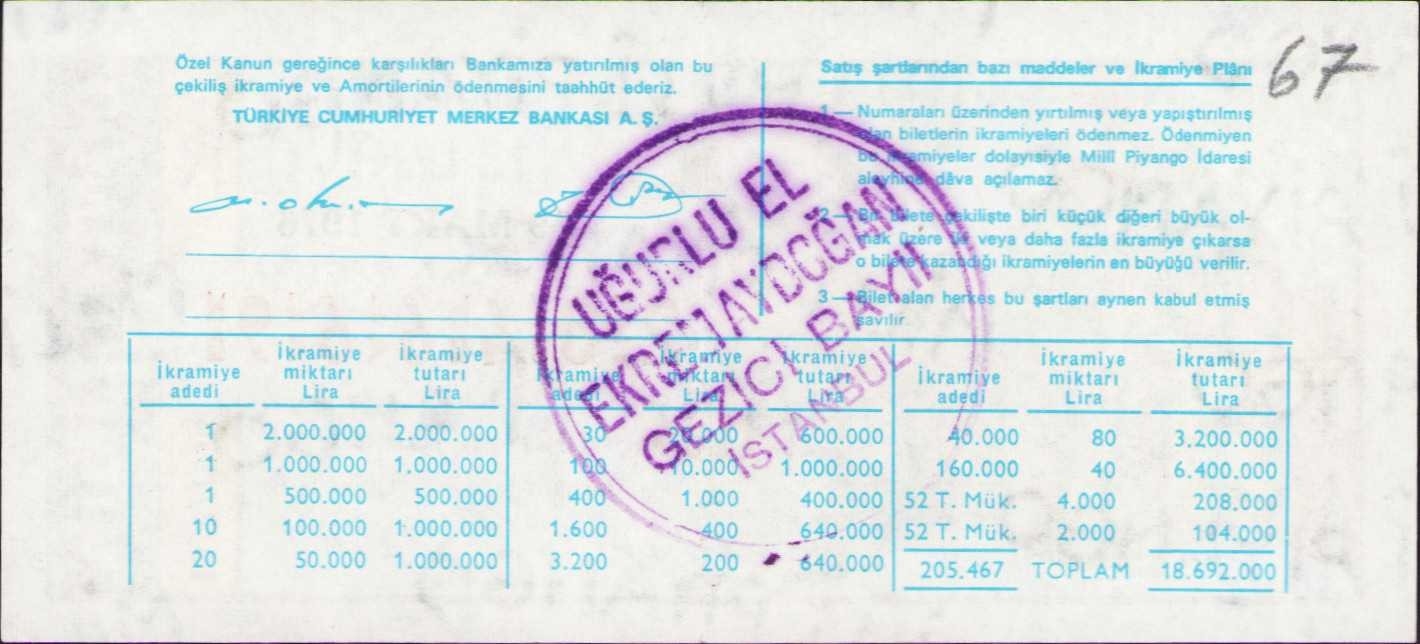 Özel Kanun gereğince karşılıkları Bankamıza yatırılmış olan bu
çekiliş ikramiye ve Amortilerinin ödenmesini taahhüt ederiz.
TÜRKİYE CUMHURİYET MERKEZ BANKASI A. Ş.
Satış şartlarından bazı maddeler ve İkramiye Plânı
67
1 — Numaraları üzerinden yırtılmış veya yapıştırılmış
olan biletlerin ikramiyeleri ödenmez. Ödenmiyen
bu ikramiyeler dolayısiyle Millî Piyango İdaresi
aleyhine dâva açılamaz.
2 — Bir bilete çekilişte biri küçük diğeri büyük ol-
mak üzere iki veya daha fazla ikramiye çıkarsa
o bilete kazandığı ikramiyelerin en büyüğü verilir.
3 — Bilet alan herkes bu şartları aynen kabul etmiş
sayılır.
UĞURLU EL
EKREM AYDOĞAN
GEZİCİ BAYİİ
İSTANBUL
İkramiye adedi İkramiye miktarı Lira İkramiye tutarı Lira İkramiye adedi İkramiye miktarı Lira İkramiye tutarı Lira İkramiye adedi İkramiye miktarı Lira İkramiye tutarı Lira
1 2.000.000 2.000.000 30 20.000 600.000 40.000 80 3.200.000
1 1.000.000 1.000.000 100 10.000 1.000.000 160.000 40 6.400.000
1 500.000 500.000 400 1.000 400.000 52 T. Mük. 4.000 208.000
10 100.000 1.000.000 1.600 400 640.000 52 T. Mük. 2.000 104.000
20 50.000 1.000.000 3.200 200 640.000 205.467 TOPLAM 18.692.000